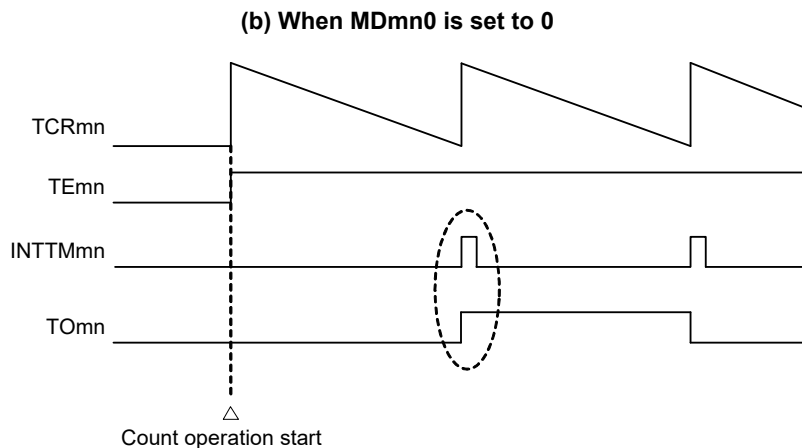 (b) When MDmn0 is set to 0
TCRmn
TEmn
INTTMmn
TOmn
Count operation start